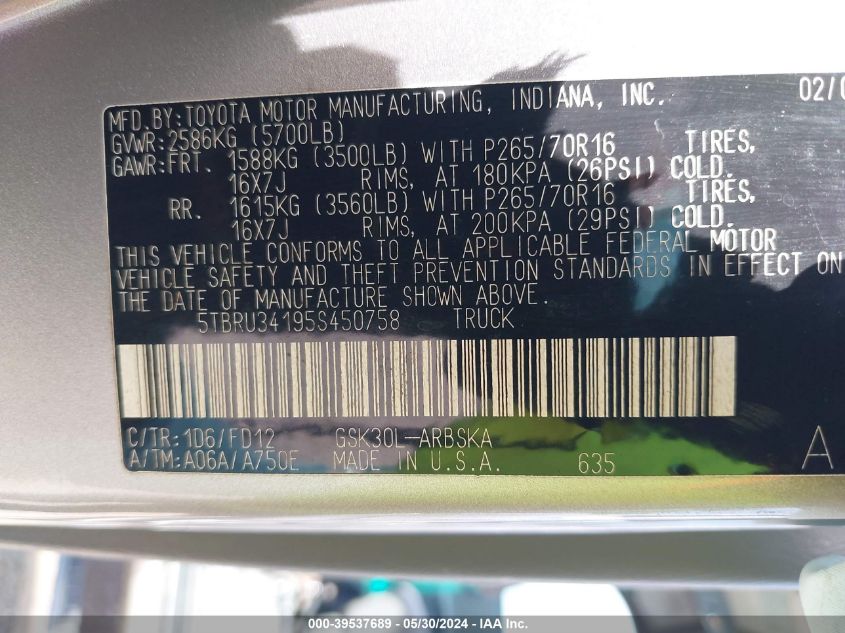 MFD.BY:TOYOTA MOTOR MANUFACTURING, INDIANA, INC. 02/0
GVWR:2586KG (5700LB)
GAWR:FRT. 1588KG (3500LB) WITH P265/70R16 TIRES,
16X7J RIMS, AT 180KPA (26PSI) COLD.
RR. 1615KG (3560LB) WITH P265/70R16 TIRES,
16X7J RIMS, AT 200KPA (29PSI) COLD.
THIS VEHICLE CONFORMS TO ALL APPLICABLE FEDERAL MOTOR
VEHICLE SAFETY AND THEFT PREVENTION STANDARDS IN EFFECT ON
THE DATE OF MANUFACTURE SHOWN ABOVE.
5TBRU34195S450758 TRUCK
C/TR:1D6/FD12 GSK30L-ARBSKA
A/TM:A06A/A750E MADE IN U.S.A. 635 A
000-39537689 - 05/30/2024 - IAA Inc.